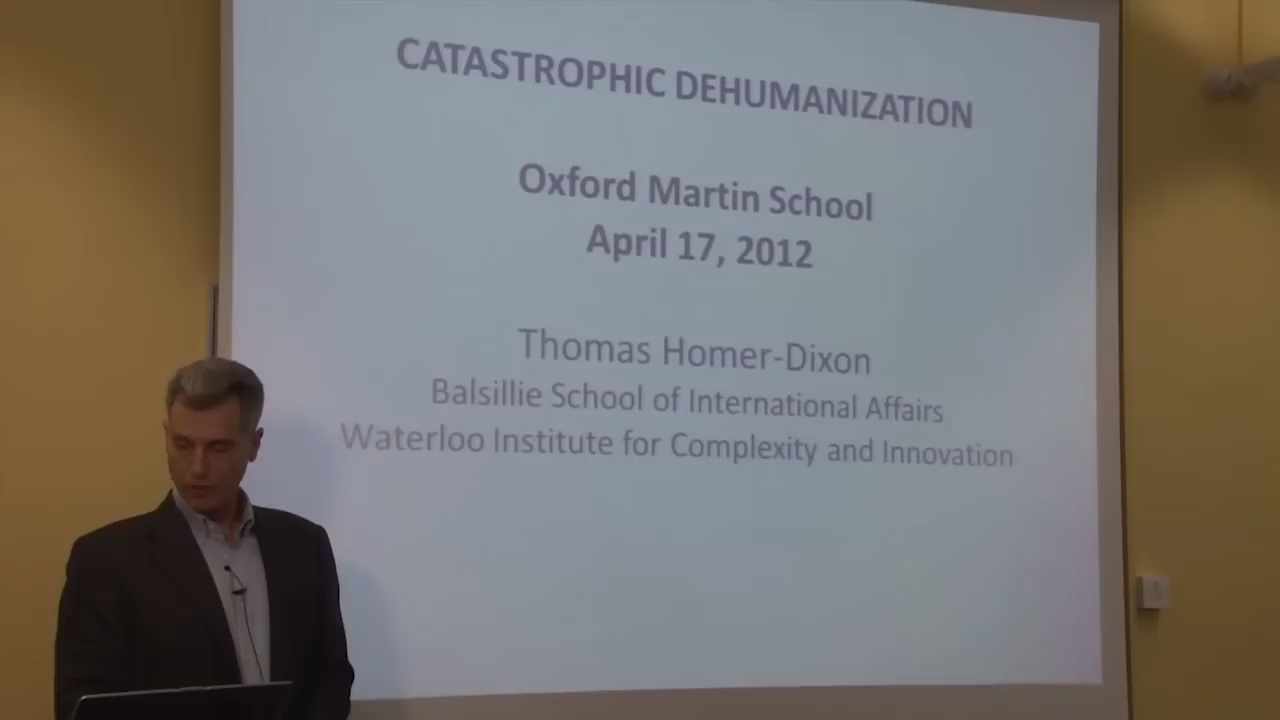 CATASTROPHIC DEHUMANIZATION
Oxford Martin School
April 17, 2012
Thomas Homer-Dixon
Balsillie School of International Affairs
Waterloo Institute for Complexity and Innovation